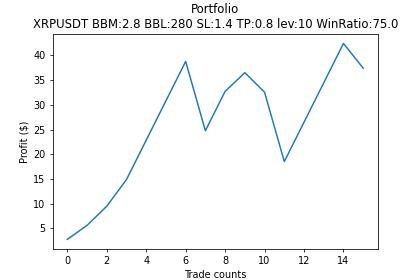 Portfolio
XRPUSDT BBM:2.8 BBL:280 SL:1.4 TP:0.8 lev:10 WinRatio:75.0
Profit ($)
40
35
30
25
20
15
10
5
0 2 4 6 8 10 12 14
Trade counts